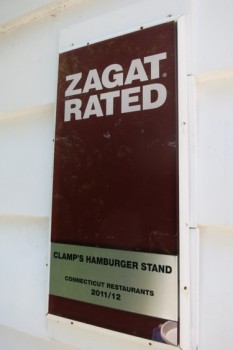 ZAGAT®
RATED
CLAMP'S HAMBURGER STAND
CONNECTICUT RESTAURANTS
2011/12